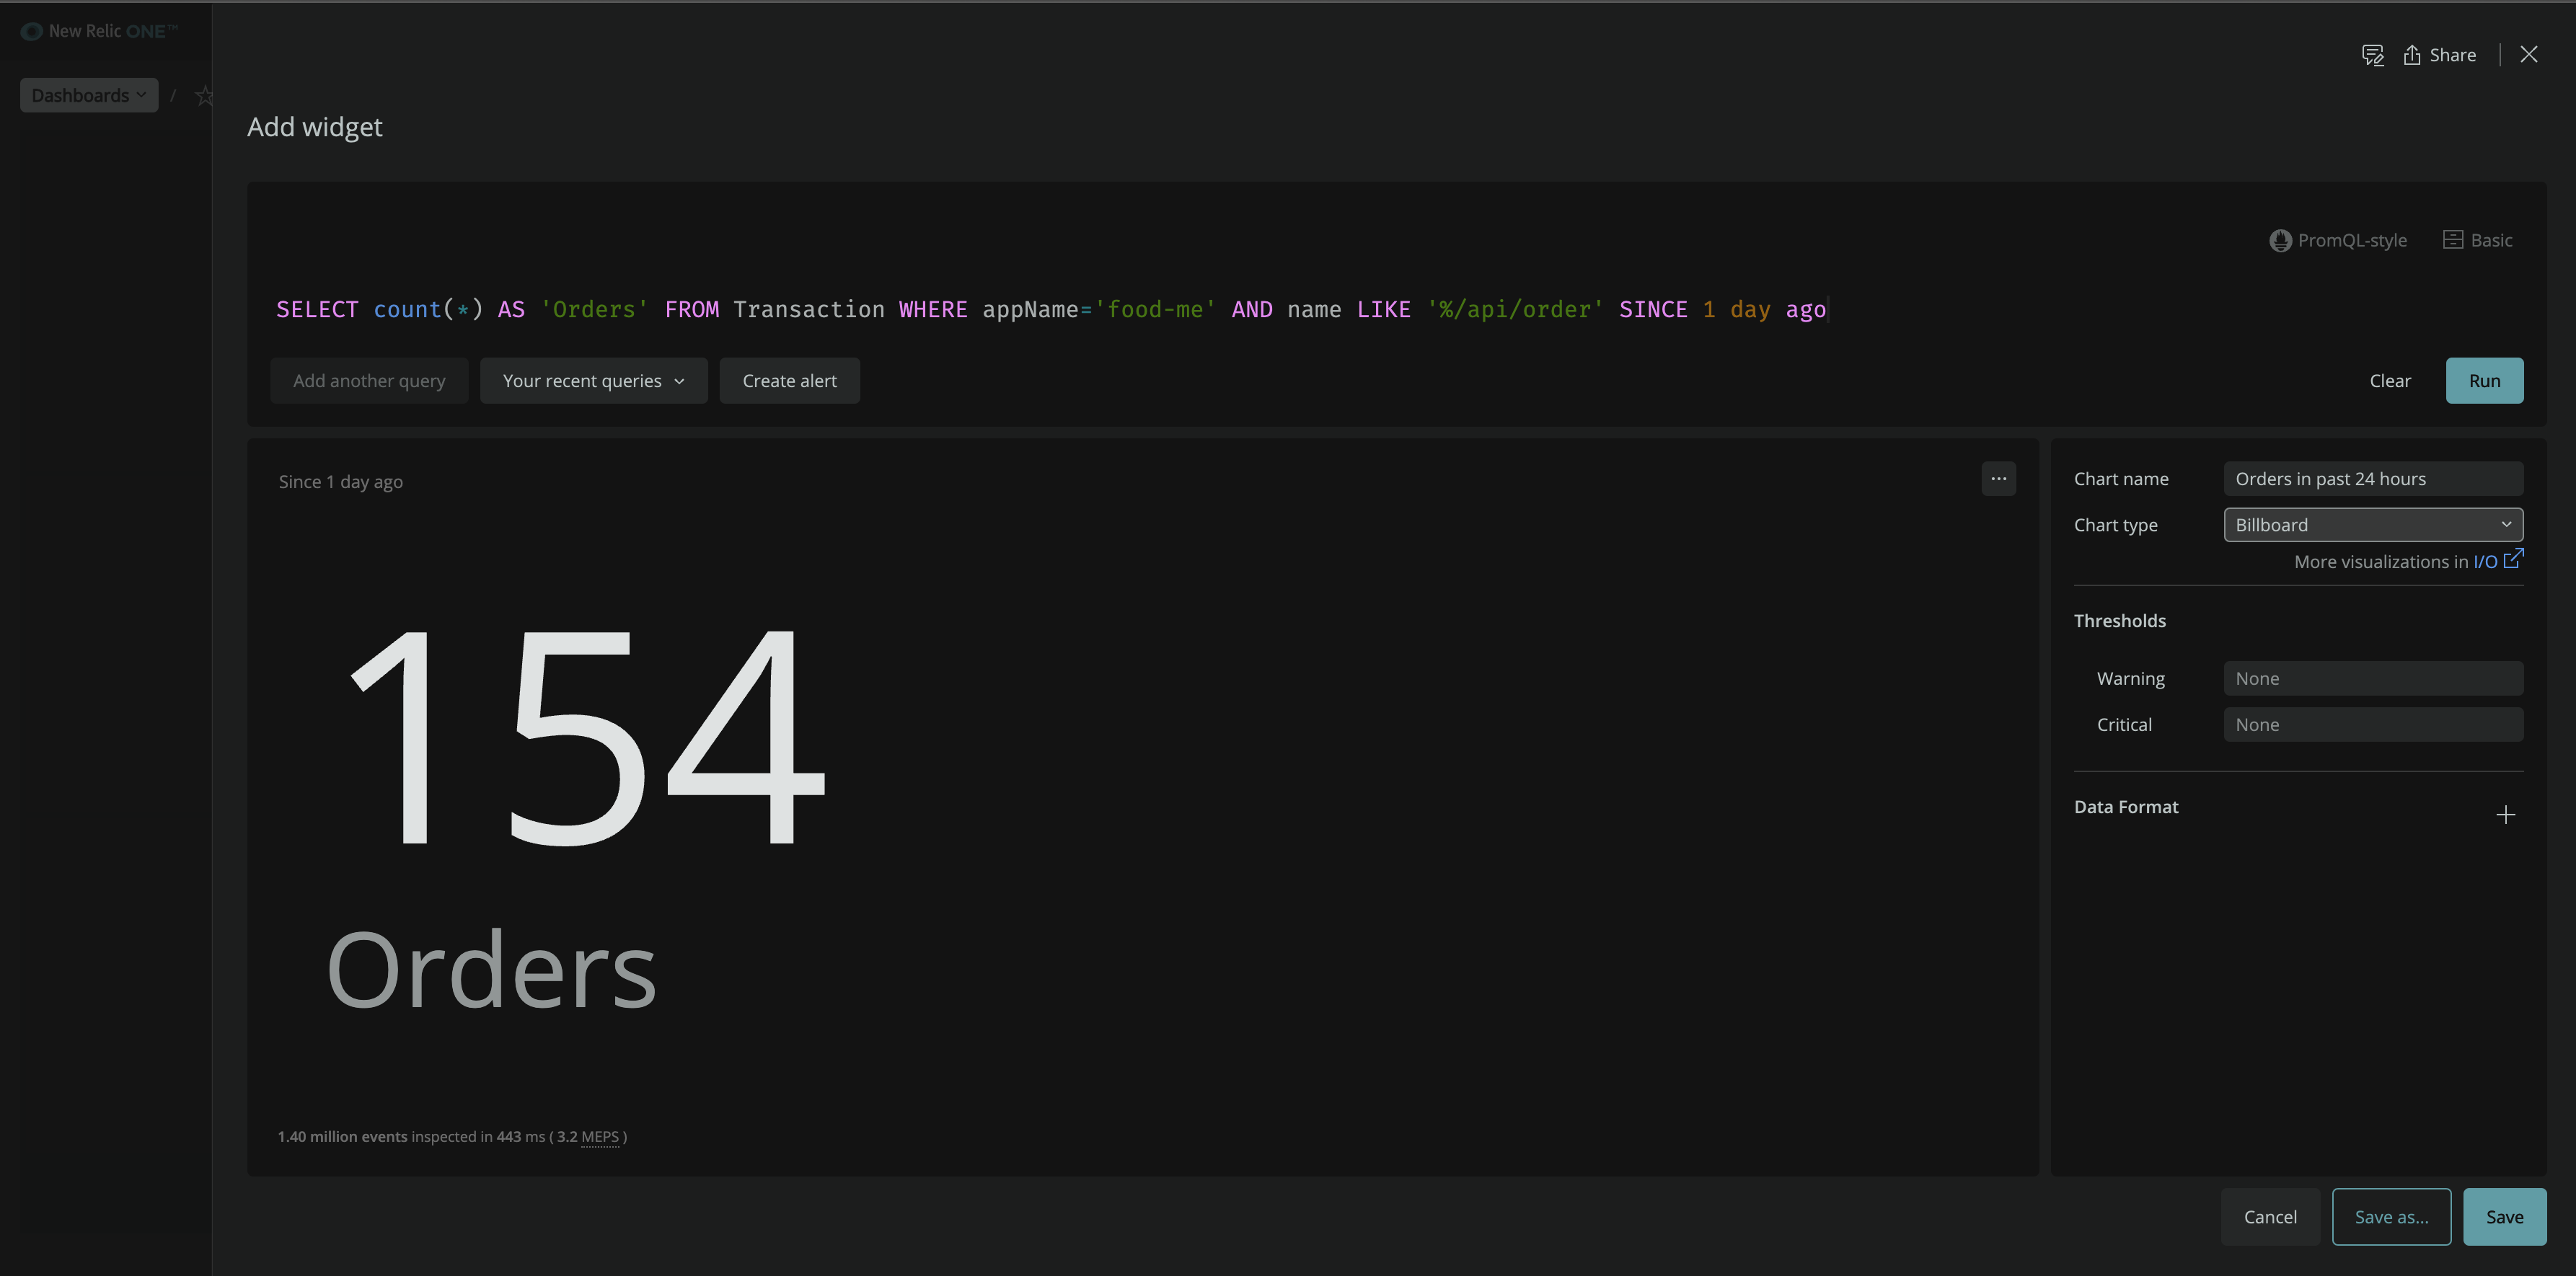 New Relic ONE™
Share
Dashboards /
Add widget
PromQL-style Basic
SELECT count(*) AS 'Orders' FROM Transaction WHERE appName='food-me' AND name LIKE '%/api/order' SINCE 1 day ago
Add another query Your recent queries Create alert Clear Run
Since 1 day ago ...
154
Orders
1.40 million events inspected in 443 ms ( 3.2 MEPS )
Chart name Orders in past 24 hours
Chart type Billboard
More visualizations in I/O
Thresholds
Warning None
Critical None
Data Format
Cancel Save as... Save